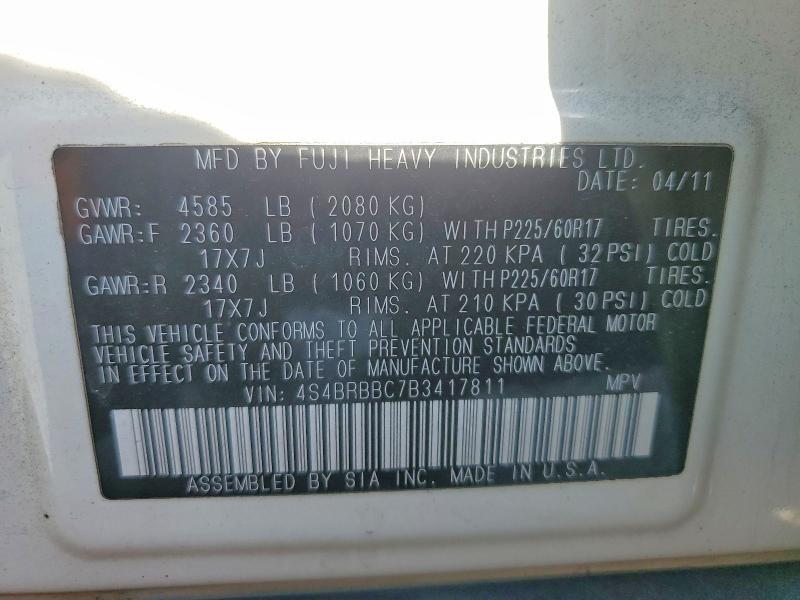 MFD BY FUJI HEAVY INDUSTRIES LTD.
DATE: 04/11
GVWR: 4585 LB ( 2080 KG)
GAWR:F 2360 LB ( 1070 KG) WITH P225/60R17 TIRES.
17X7J RIMS. AT 220 KPA ( 32 PSI) COLD
GAWR:R 2340 LB ( 1060 KG) WITH P225/60R17 TIRES.
17X7J RIMS. AT 210 KPA ( 30 PSI) COLD
THIS VEHICLE CONFORMS TO ALL APPLICABLE FEDERAL MOTOR
VEHICLE SAFETY AND THEFT PREVENTION STANDARDS
IN EFFECT ON THE DATE OF MANUFACTURE SHOWN ABOVE.
VIN: 4S4BRBBC7B3417811 MPV
ASSEMBLED BY SIA INC. MADE IN U.S.A.